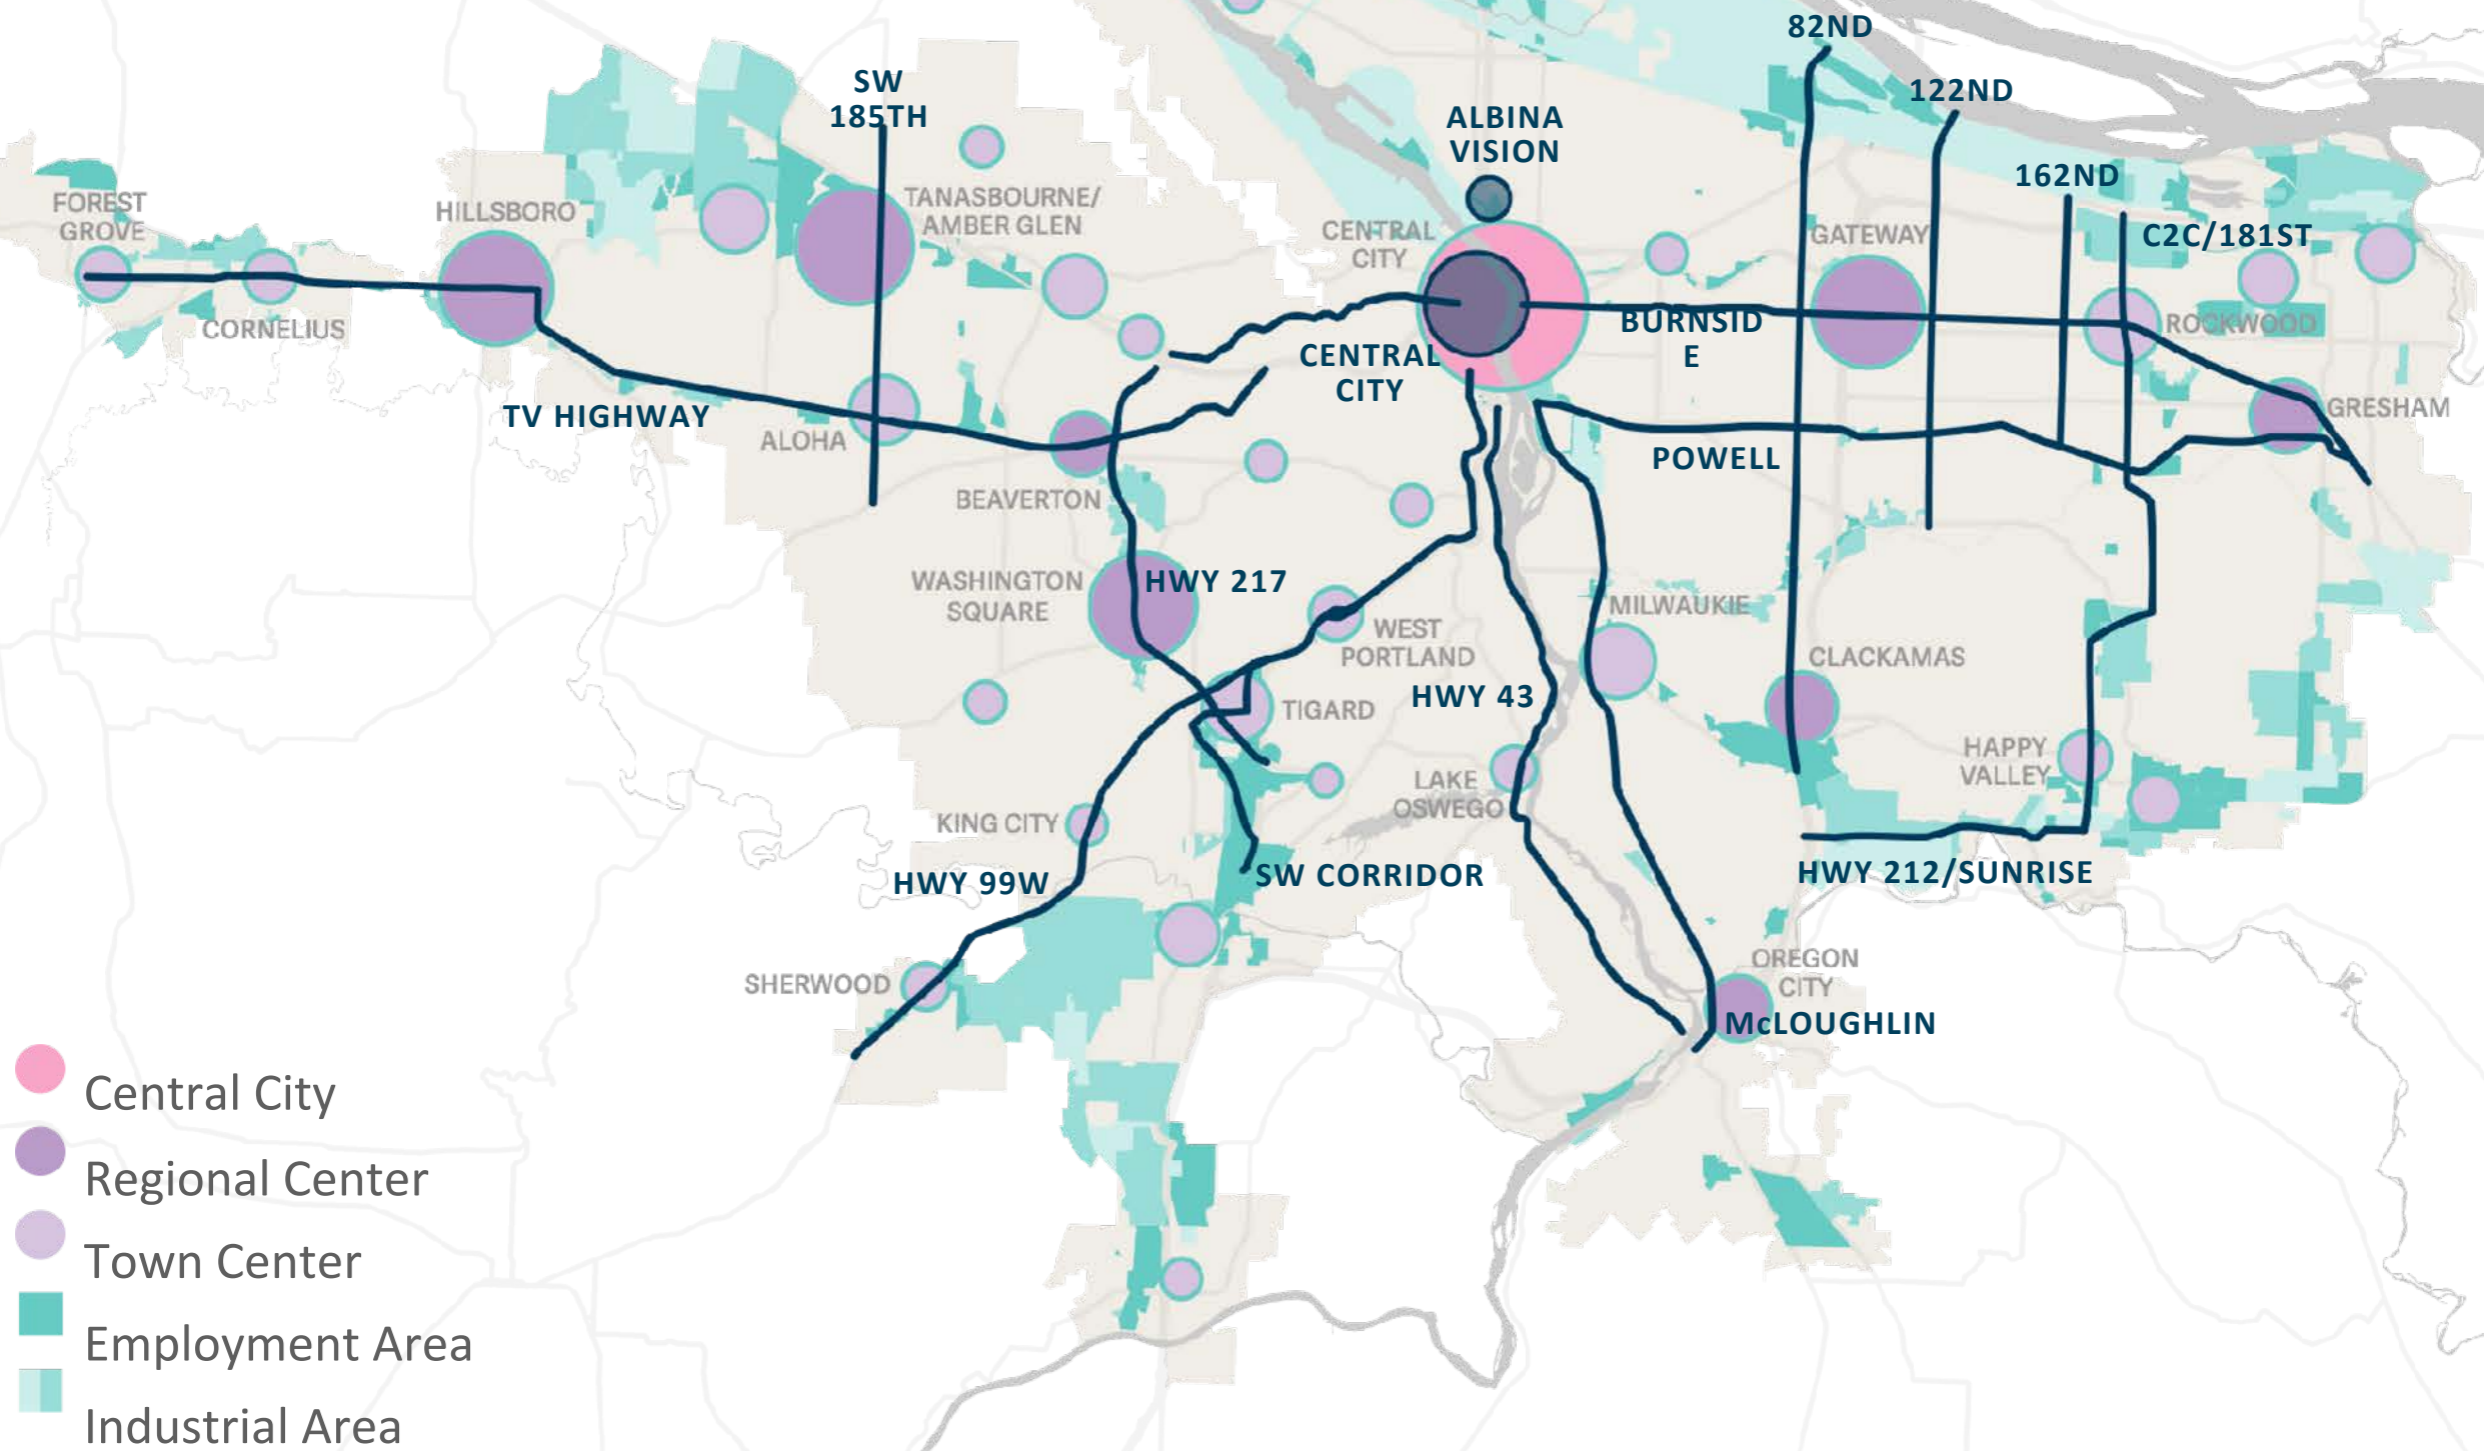 82ND
SW
185TH
122ND
ALBINA
VISION
162ND
FOREST
GROVE
HILLSBORO
TANASBOURNE/
AMBER GLEN
CENTRAL
CITY
GATEWAY
C2C/181ST
CORNELIUS
BURNSID
E
ROCKWOOD
CENTRAL
CITY
TV HIGHWAY
ALOHA
GRESHAM
POWELL
BEAVERTON
WASHINGTON
SQUARE
HWY 217
MILWAUKIE
WEST
PORTLAND
CLACKAMAS
HWY 43
TIGARD
HAPPY
VALLEY
LAKE
OSWEGO
KING CITY
HWY 99W
SW CORRIDOR
HWY 212/SUNRISE
SHERWOOD
OREGON
CITY
McLOUGHLIN
Central City
Regional Center
Town Center
Employment Area
Industrial Area